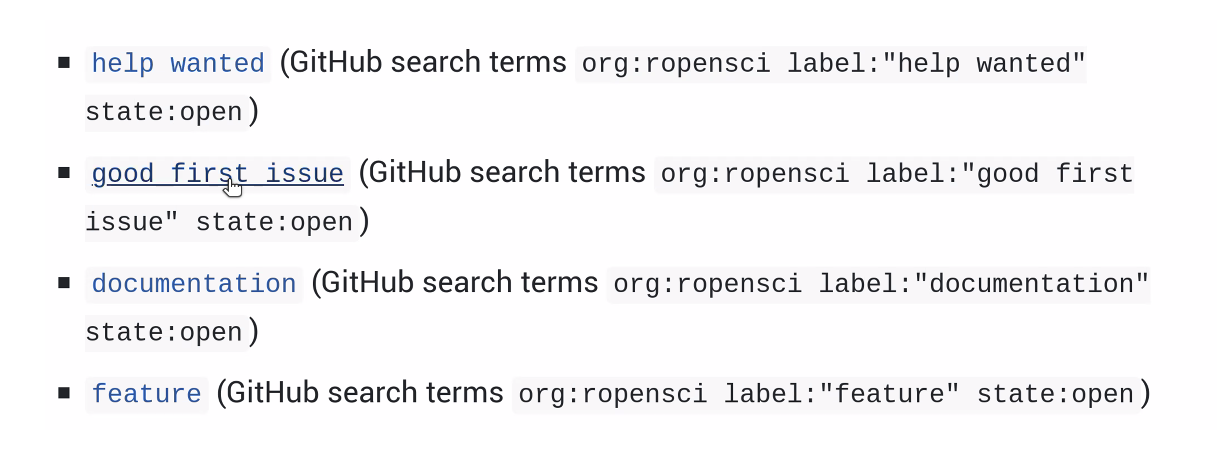 ▪ help wanted (GitHub search terms org:ropensci label:"help wanted"
state:open)
▪ good first issue (GitHub search terms org:ropensci label:"good first
issue" state:open)
▪ documentation (GitHub search terms org:ropensci label:"documentation"
state:open)
▪ feature (GitHub search terms org:ropensci label:"feature" state:open)